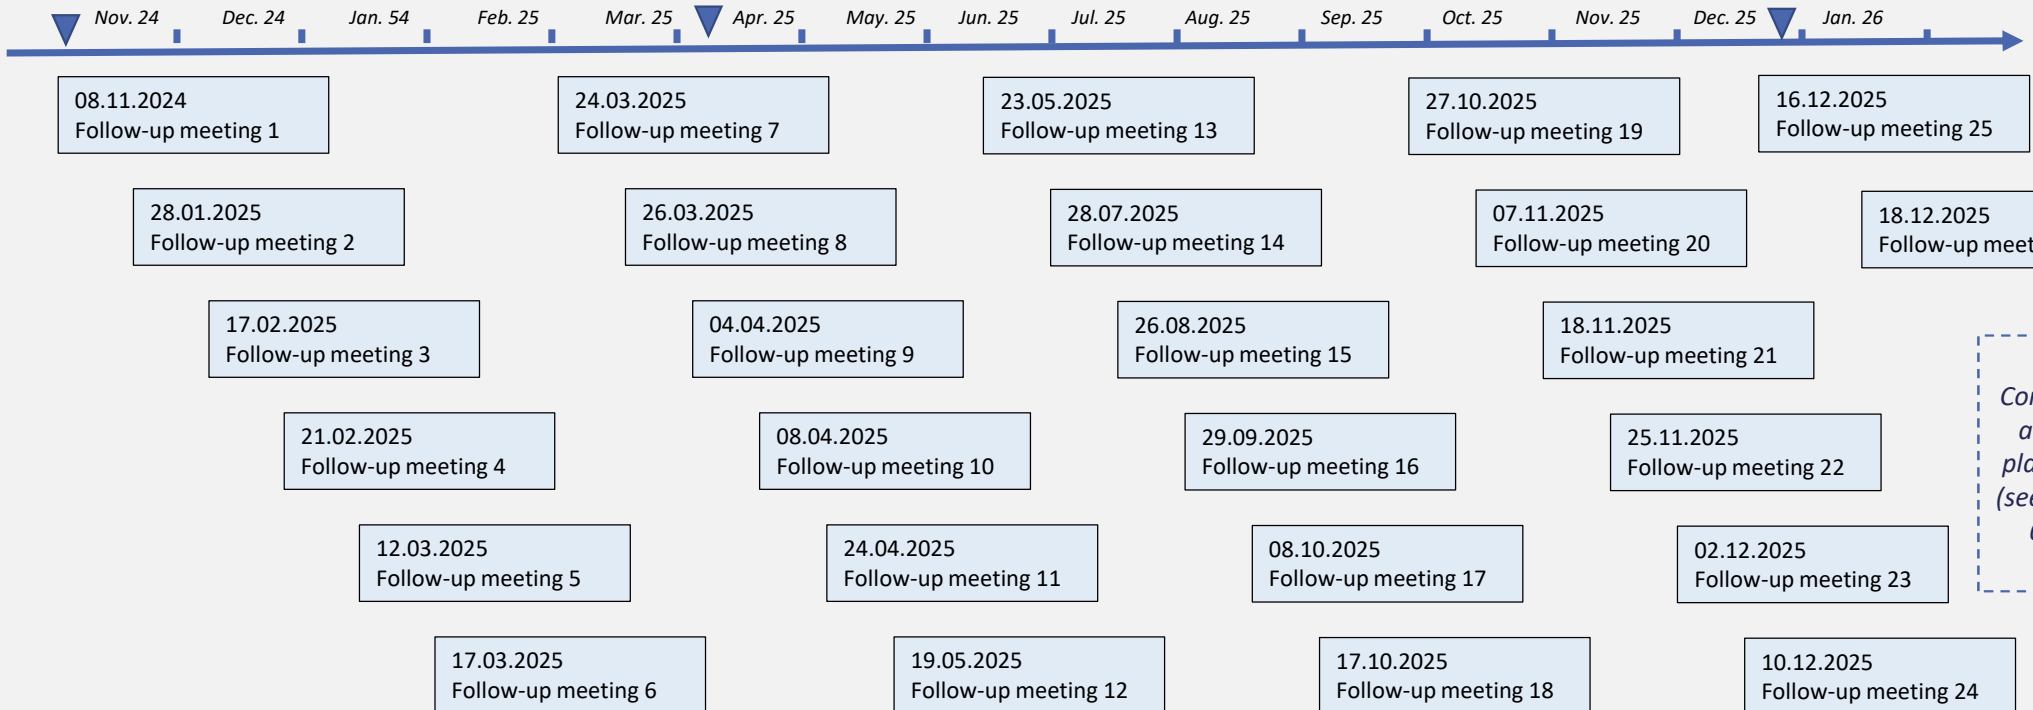 Nov. 24 Dec. 24 Jan. 54 Feb. 25 Mar. 25 Apr. 25 May. 25 Jun. 25 Jul. 25 Aug. 25 Sep. 25 Oct. 25 Nov. 25 Dec. 25 Jan. 26
08.11.2024
Follow-up meeting 1
28.01.2025
Follow-up meeting 2
17.02.2025
Follow-up meeting 3
21.02.2025
Follow-up meeting 4
12.03.2025
Follow-up meeting 5
17.03.2025
Follow-up meeting 6
24.03.2025
Follow-up meeting 7
26.03.2025
Follow-up meeting 8
04.04.2025
Follow-up meeting 9
08.04.2025
Follow-up meeting 10
24.04.2025
Follow-up meeting 11
19.05.2025
Follow-up meeting 12
23.05.2025
Follow-up meeting 13
28.07.2025
Follow-up meeting 14
26.08.2025
Follow-up meeting 15
29.09.2025
Follow-up meeting 16
08.10.2025
Follow-up meeting 17
17.10.2025
Follow-up meeting 18
27.10.2025
Follow-up meeting 19
07.11.2025
Follow-up meeting 20
18.11.2025
Follow-up meeting 21
25.11.2025
Follow-up meeting 22
02.12.2025
Follow-up meeting 23
10.12.2025
Follow-up meeting 24
16.12.2025
Follow-up meeting 25
18.12.2025
Follow-up
(see